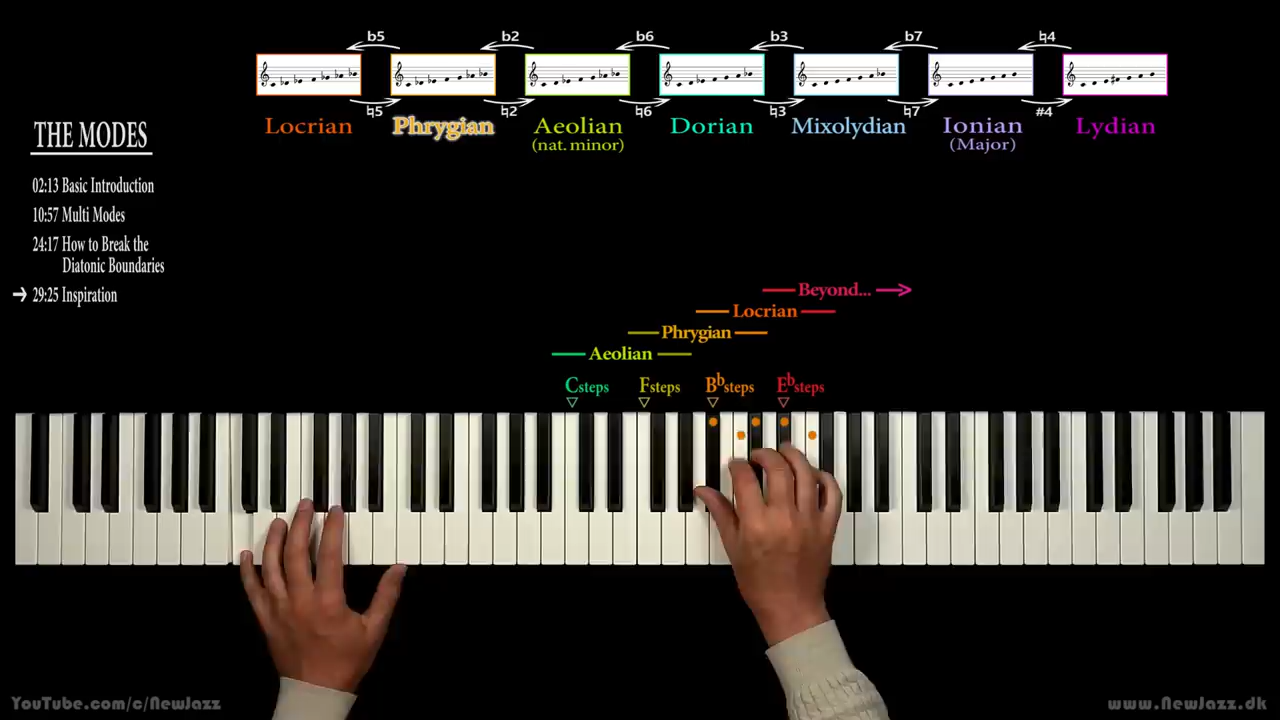 b5 b2 b6 b3 b7 ♮4
♮5 ♮2 ♮6 ♮3 ♮7 #4
Locrian Phrygian Aeolian Dorian Mixolydian Ionian Lydian
(nat. minor) (Major)
THE MODES
02:13 Basic Introduction
10:57 Multi Modes
24:17 How to Break the
Diatonic Boundaries
→ 29:25 Inspiration
Beyond...
Locrian
Phrygian
Aeolian
Csteps Fsteps Bbsteps Ebsteps
YouTube.com/c/NewJazz www.NewJazz.dk